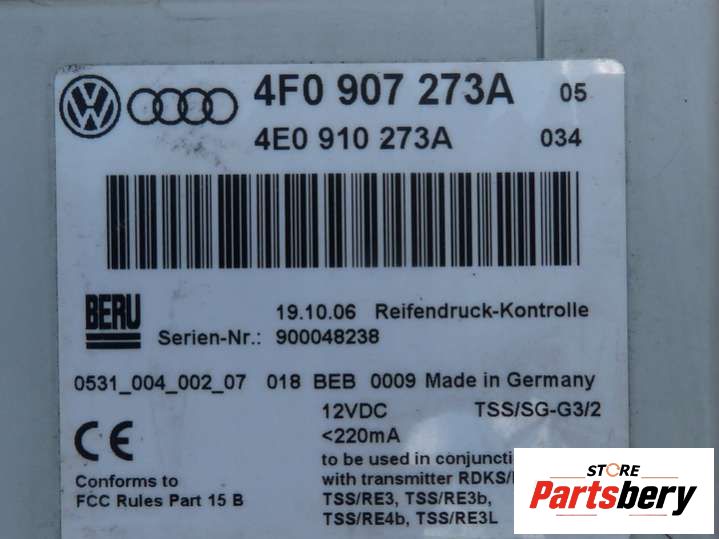 4F0 907 273A 05
4E0 910 273A 034
BERU
19.10.06 Reifendruck-Kontrolle
Serien-Nr.: 900048238
0531_004_002_07 018 BEB 0009 Made in Germany
12VDC TSS/SG-G3/2
<220mA
CE
to be used in
with transmitter
Conforms to
FCC Rules Part 15 B
TSS/RE3, TSS/RE3b,
TSS/RE4b, TSS/RE3L
STORE
Partsbery